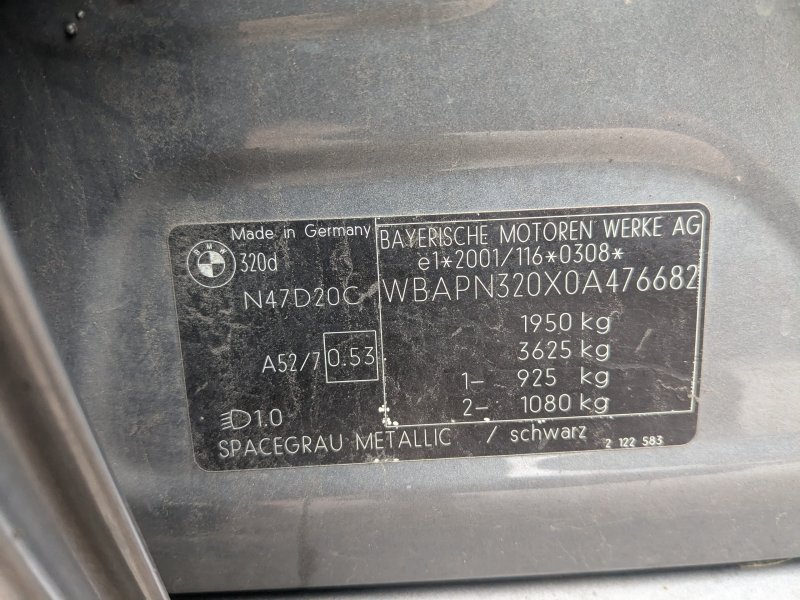 Made in Germany
BMW
320d
N47D20C
A52/7 0.53
1.0
SPACEGRAU METALLIC / schwarz
BAYERISCHE MOTOREN WERKE AG
e1*2001/116*0308*
WBAPN320X0A476682
1950 kg
3625 kg
1– 925 kg
2– 1080 kg
2 122 583